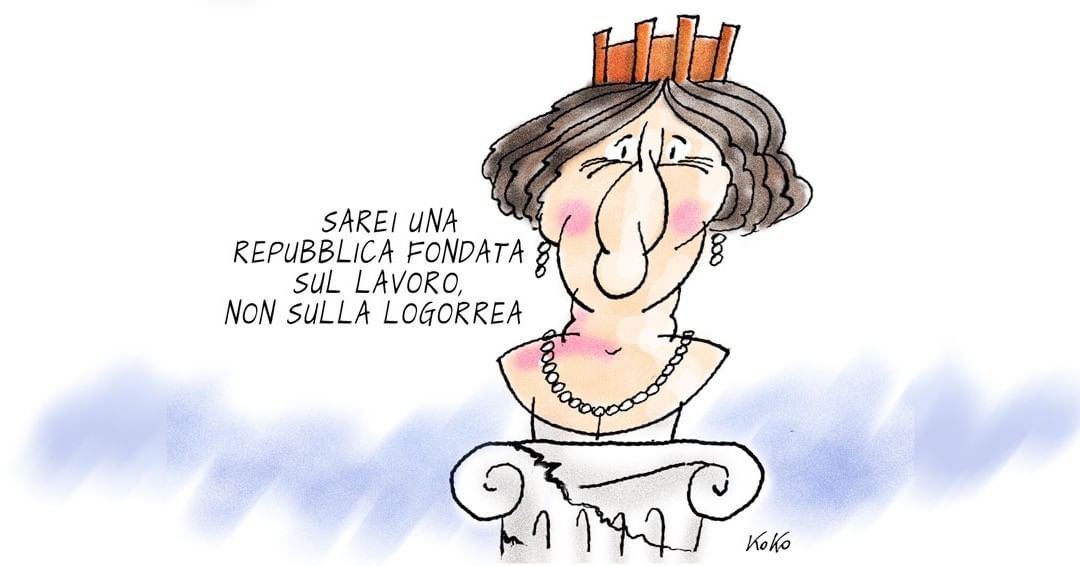 SAREI UNA
REPUBBLICA FONDATA
SUL LAVORO,
NON SULLA LOGORREA
KoKo